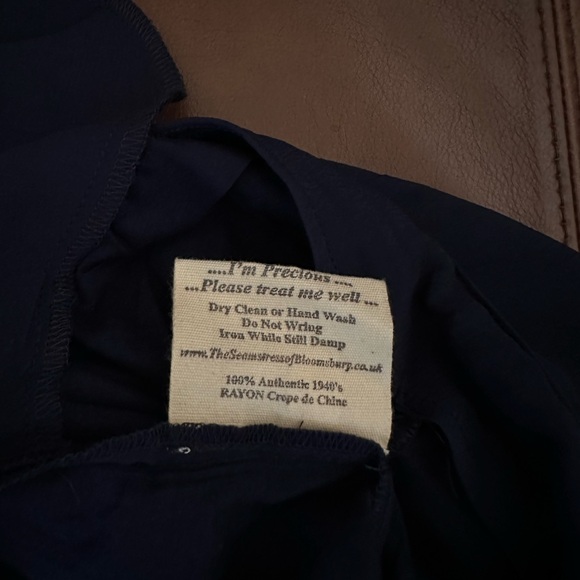 ....I'm Precious ....
...Please treat me well ...
Dry Clean or Hand Wash
Do Not Wring
Iron While Still Damp
www.TheSeamstressofBloomsbury.co.uk
100% Authentic 1940's
RAYON Crepe de Chine